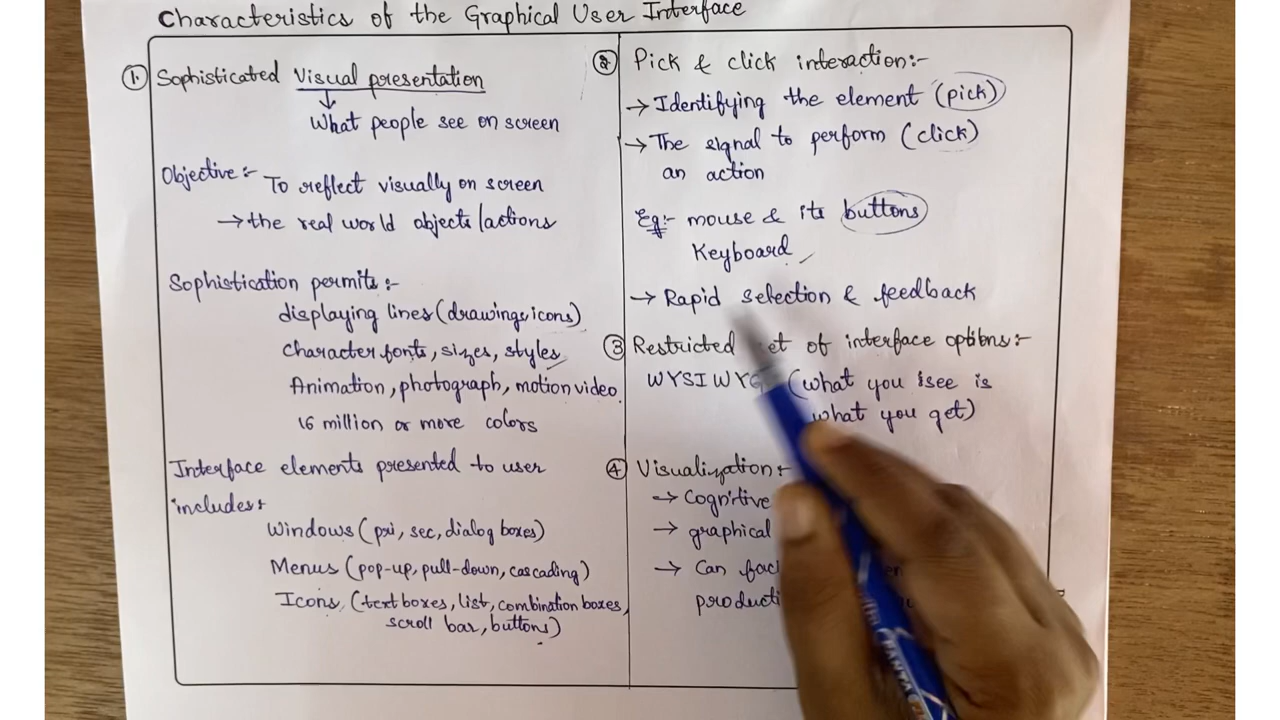 Characteristics of the Graphical User Interface
① Sophisticated Visual presentation
What people see on screen
Objective :- To reflect visually on screen
→ the real world objects/actions
Sophistication permits :-
displaying lines (drawings icons)
Character fonts, sizes, styles
Animation, photograph, motion video
16 million or more colors
Interface elements presented to user
includes :-
Windows (pri, sec, dialog boxes)
Menus (pop-up, pull-down, cascading)
Icons, (text boxes, list, combination boxes,
scroll bar, buttons)
② Pick & click interaction :-
→ Identifying the element (pick)
→ The signal to perform (click)
an action
Eg :- mouse & its buttons
Keyboard
→ Rapid selection & feedback
③ Restricted set of interface options :-
WYSIWYG (what you see is
what you get)
④ Visualization :-
→ Cognitive
→ graphical
→ Can